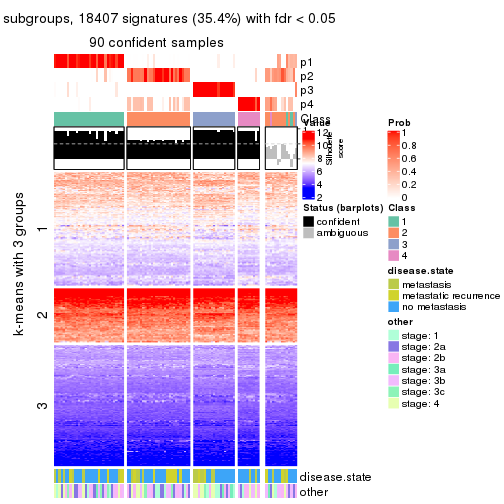 subgroups, 18407 signatures (35.4%) with fdr < 0.05
90 confident samples
p1
p2
p3
p4
Class
1
Silhouette
score
k-means with 3 groups
1
2
3
disease.state
other
Value
12
10
8
6
4
2
Prob
1
0.8
0.6
0.4
0.2
0
Status (barplots)
confident
ambiguous
Class
1
2
3
4
disease.state
metastasis
metastatic recurrence
no metastasis
other
stage: 1
stage: 2a
stage: 2b
stage: 3a
stage: 3b
stage: 3c
stage: 4